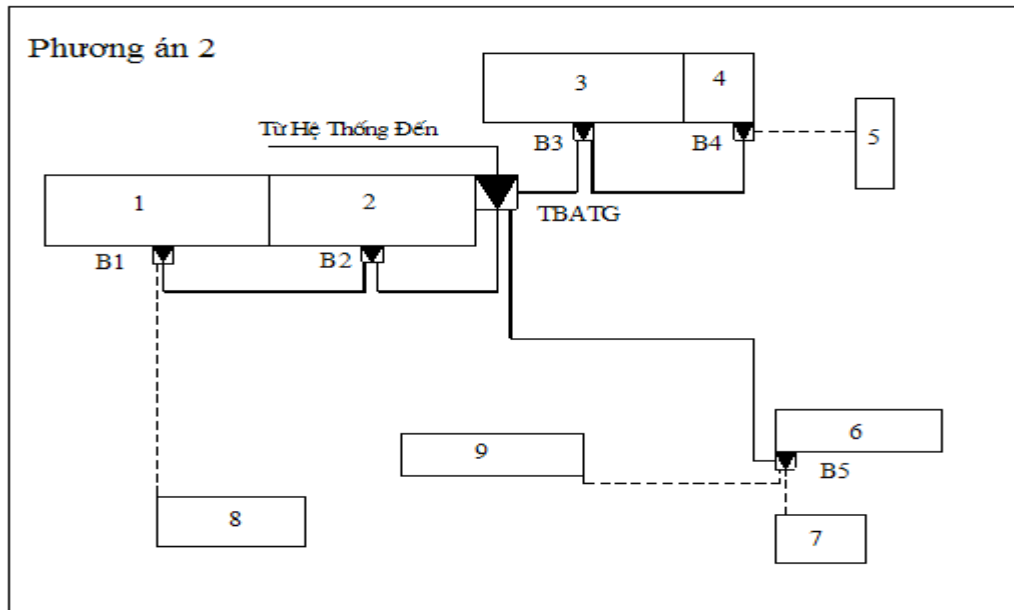 Phương án 2
3
4
Từ Hệ Thống Đến
B3
B4
5
1
2
TBATG
B1
B2
6
9
B5
8
7